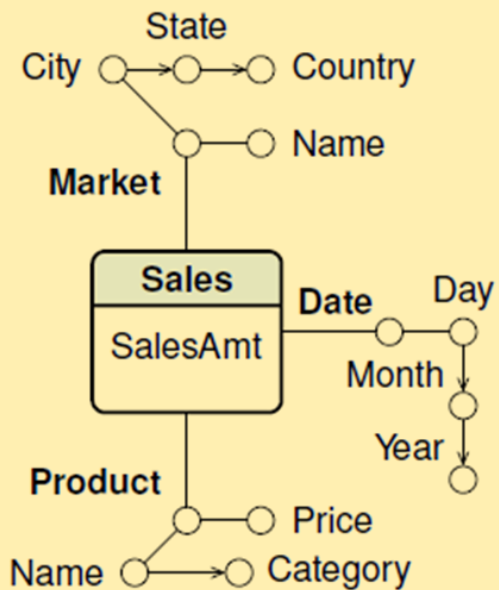 State
City
Country
Name
Market
Sales
SalesAmt
Date
Day
Month
Year
Product
Price
Name
Category